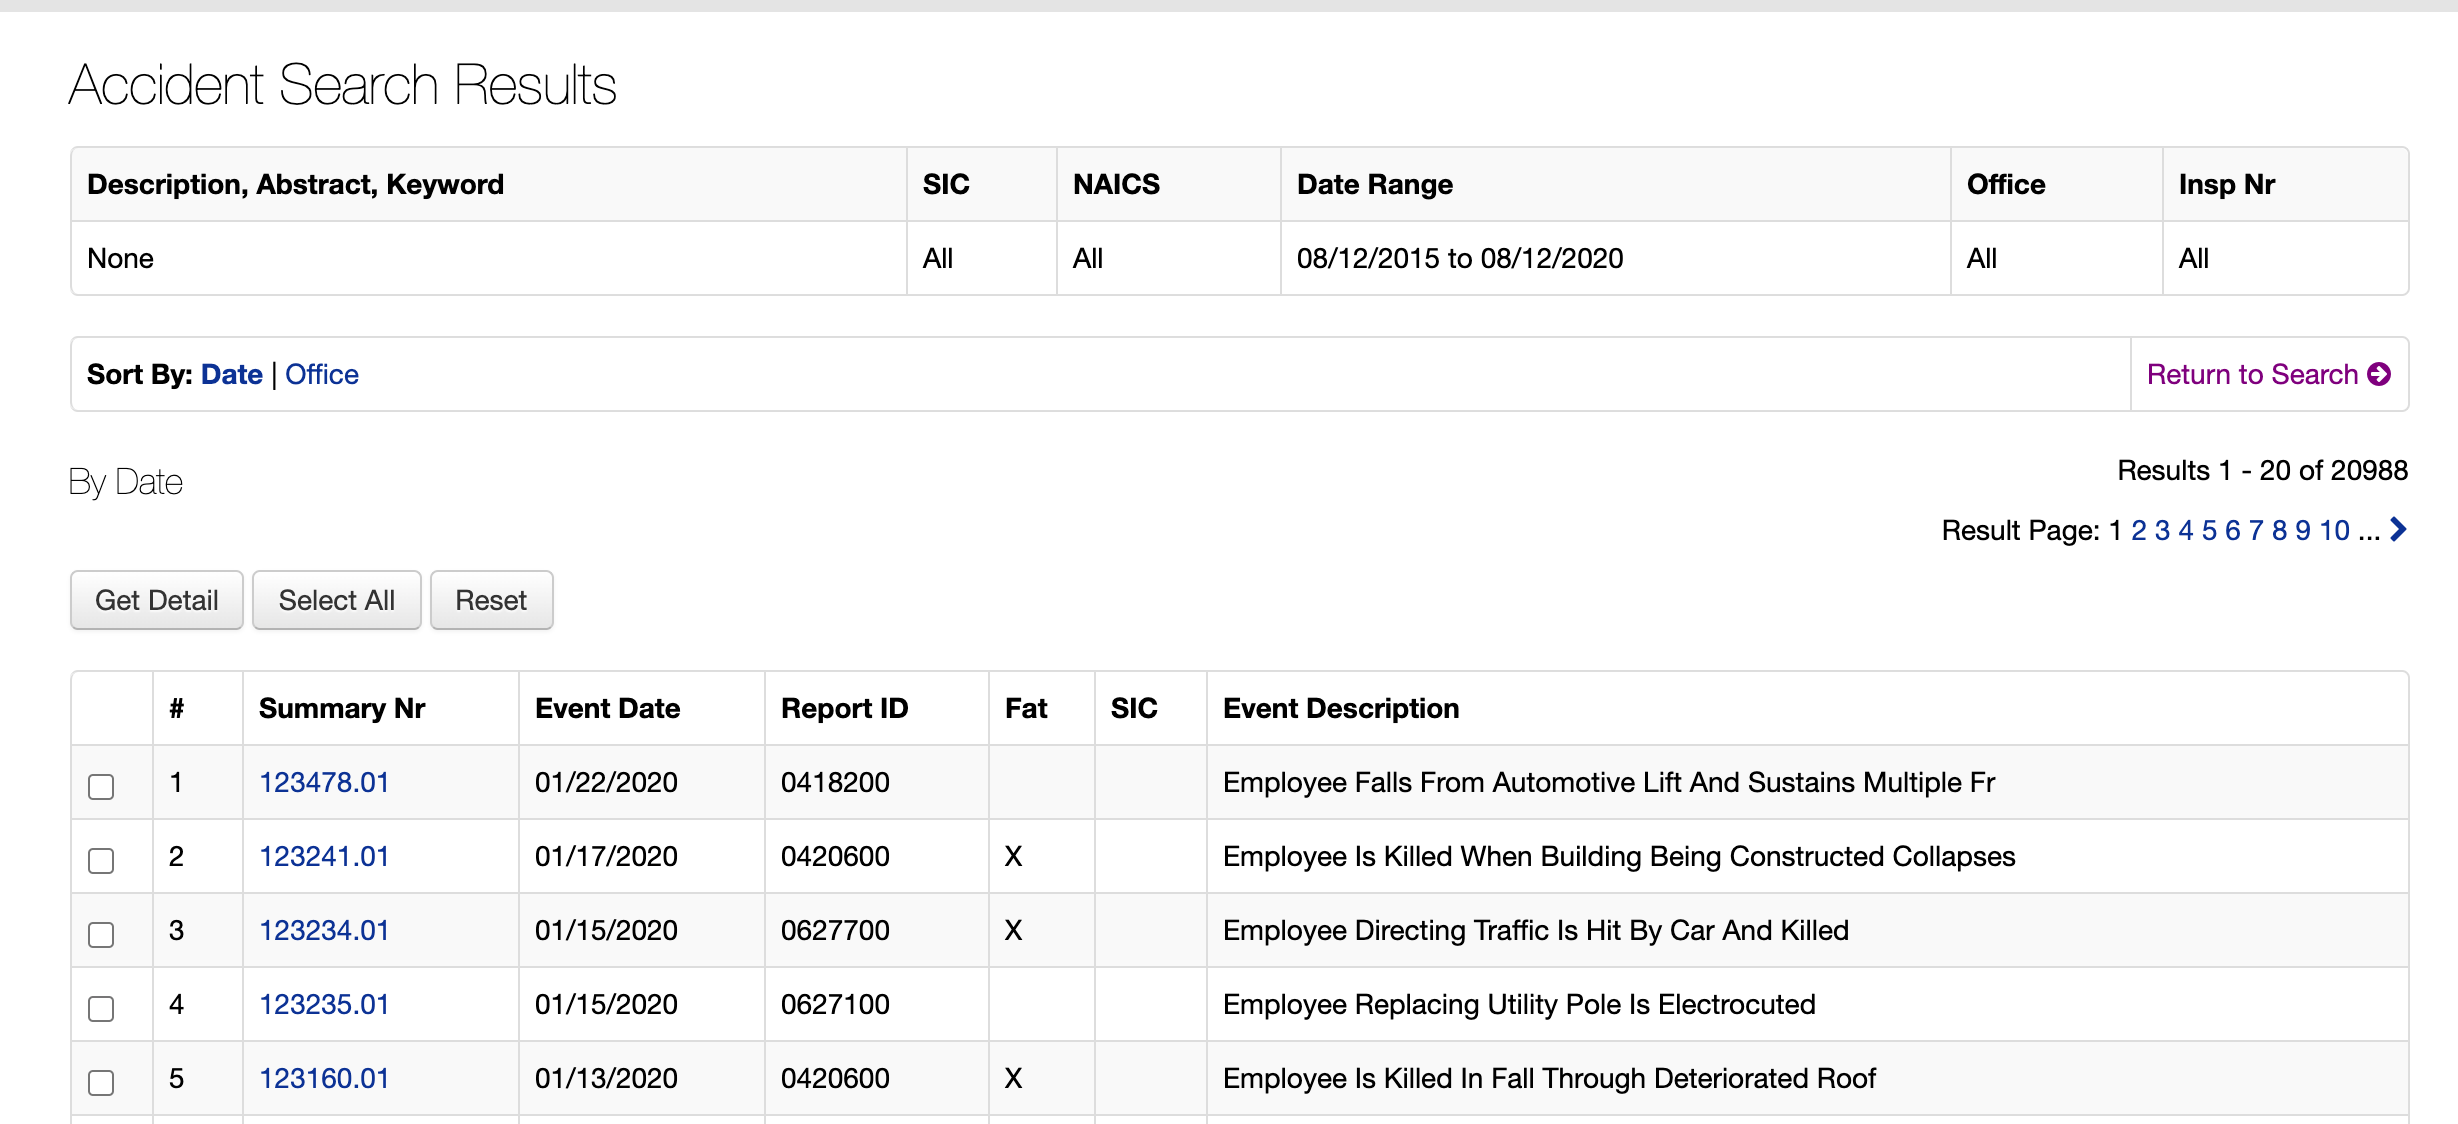 Accident Search Results
Description, Abstract, Keyword SIC NAICS Date Range Office Insp Nr
None All All 08/12/2015 to 08/12/2020 All All
Sort By: Date | Office Return to Search
By Date
Results 1 - 20 of 20988
Result Page: 1 2 3 4 5 6 7 8 9 10 ...
Get Detail Select All Reset
# Summary Nr Event Date Report ID Fat SIC Event Description
1 123478.01 01/22/2020 0418200 Employee Falls From Automotive Lift And Sustains Multiple Fr
2 123241.01 01/17/2020 0420600 X Employee Is Killed When Building Being Constructed Collapses
3 123234.01 01/15/2020 0627700 X Employee Directing Traffic Is Hit By Car And Killed
4 123235.01 01/15/2020 0627100 Employee Replacing Utility Pole Is Electrocuted
5 123160.01 01/13/2020 0420600 X Employee Is Killed In Fall Through Deteriorated Roof